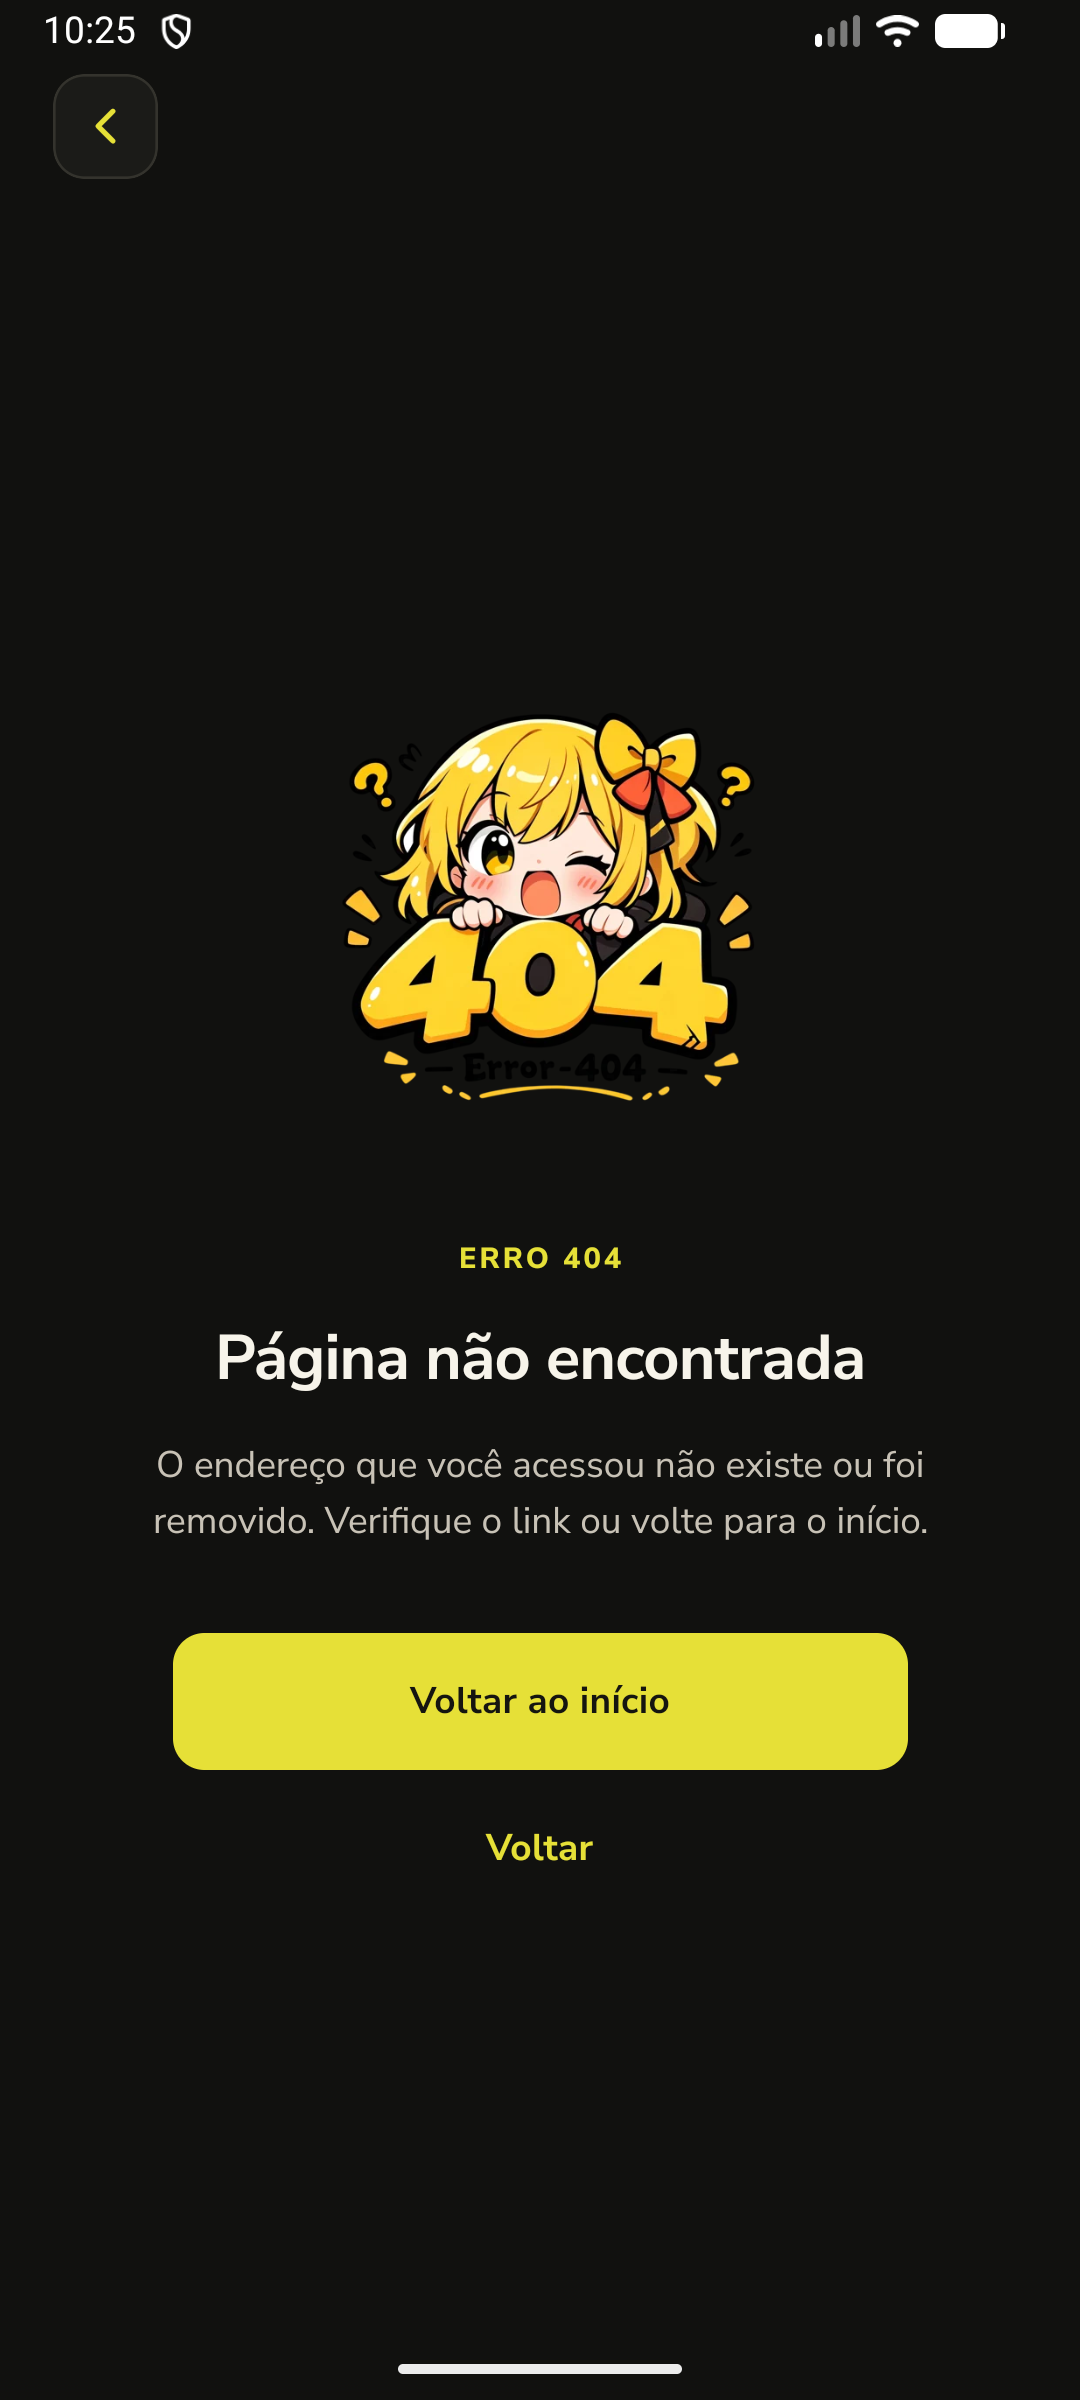 10:25
?
?
404
— Error-404 —
ERRO 404
Página não encontrada
O endereço que você acessou não existe ou foi
removido. Verifique o link ou volte para o início.
Voltar ao início
Voltar